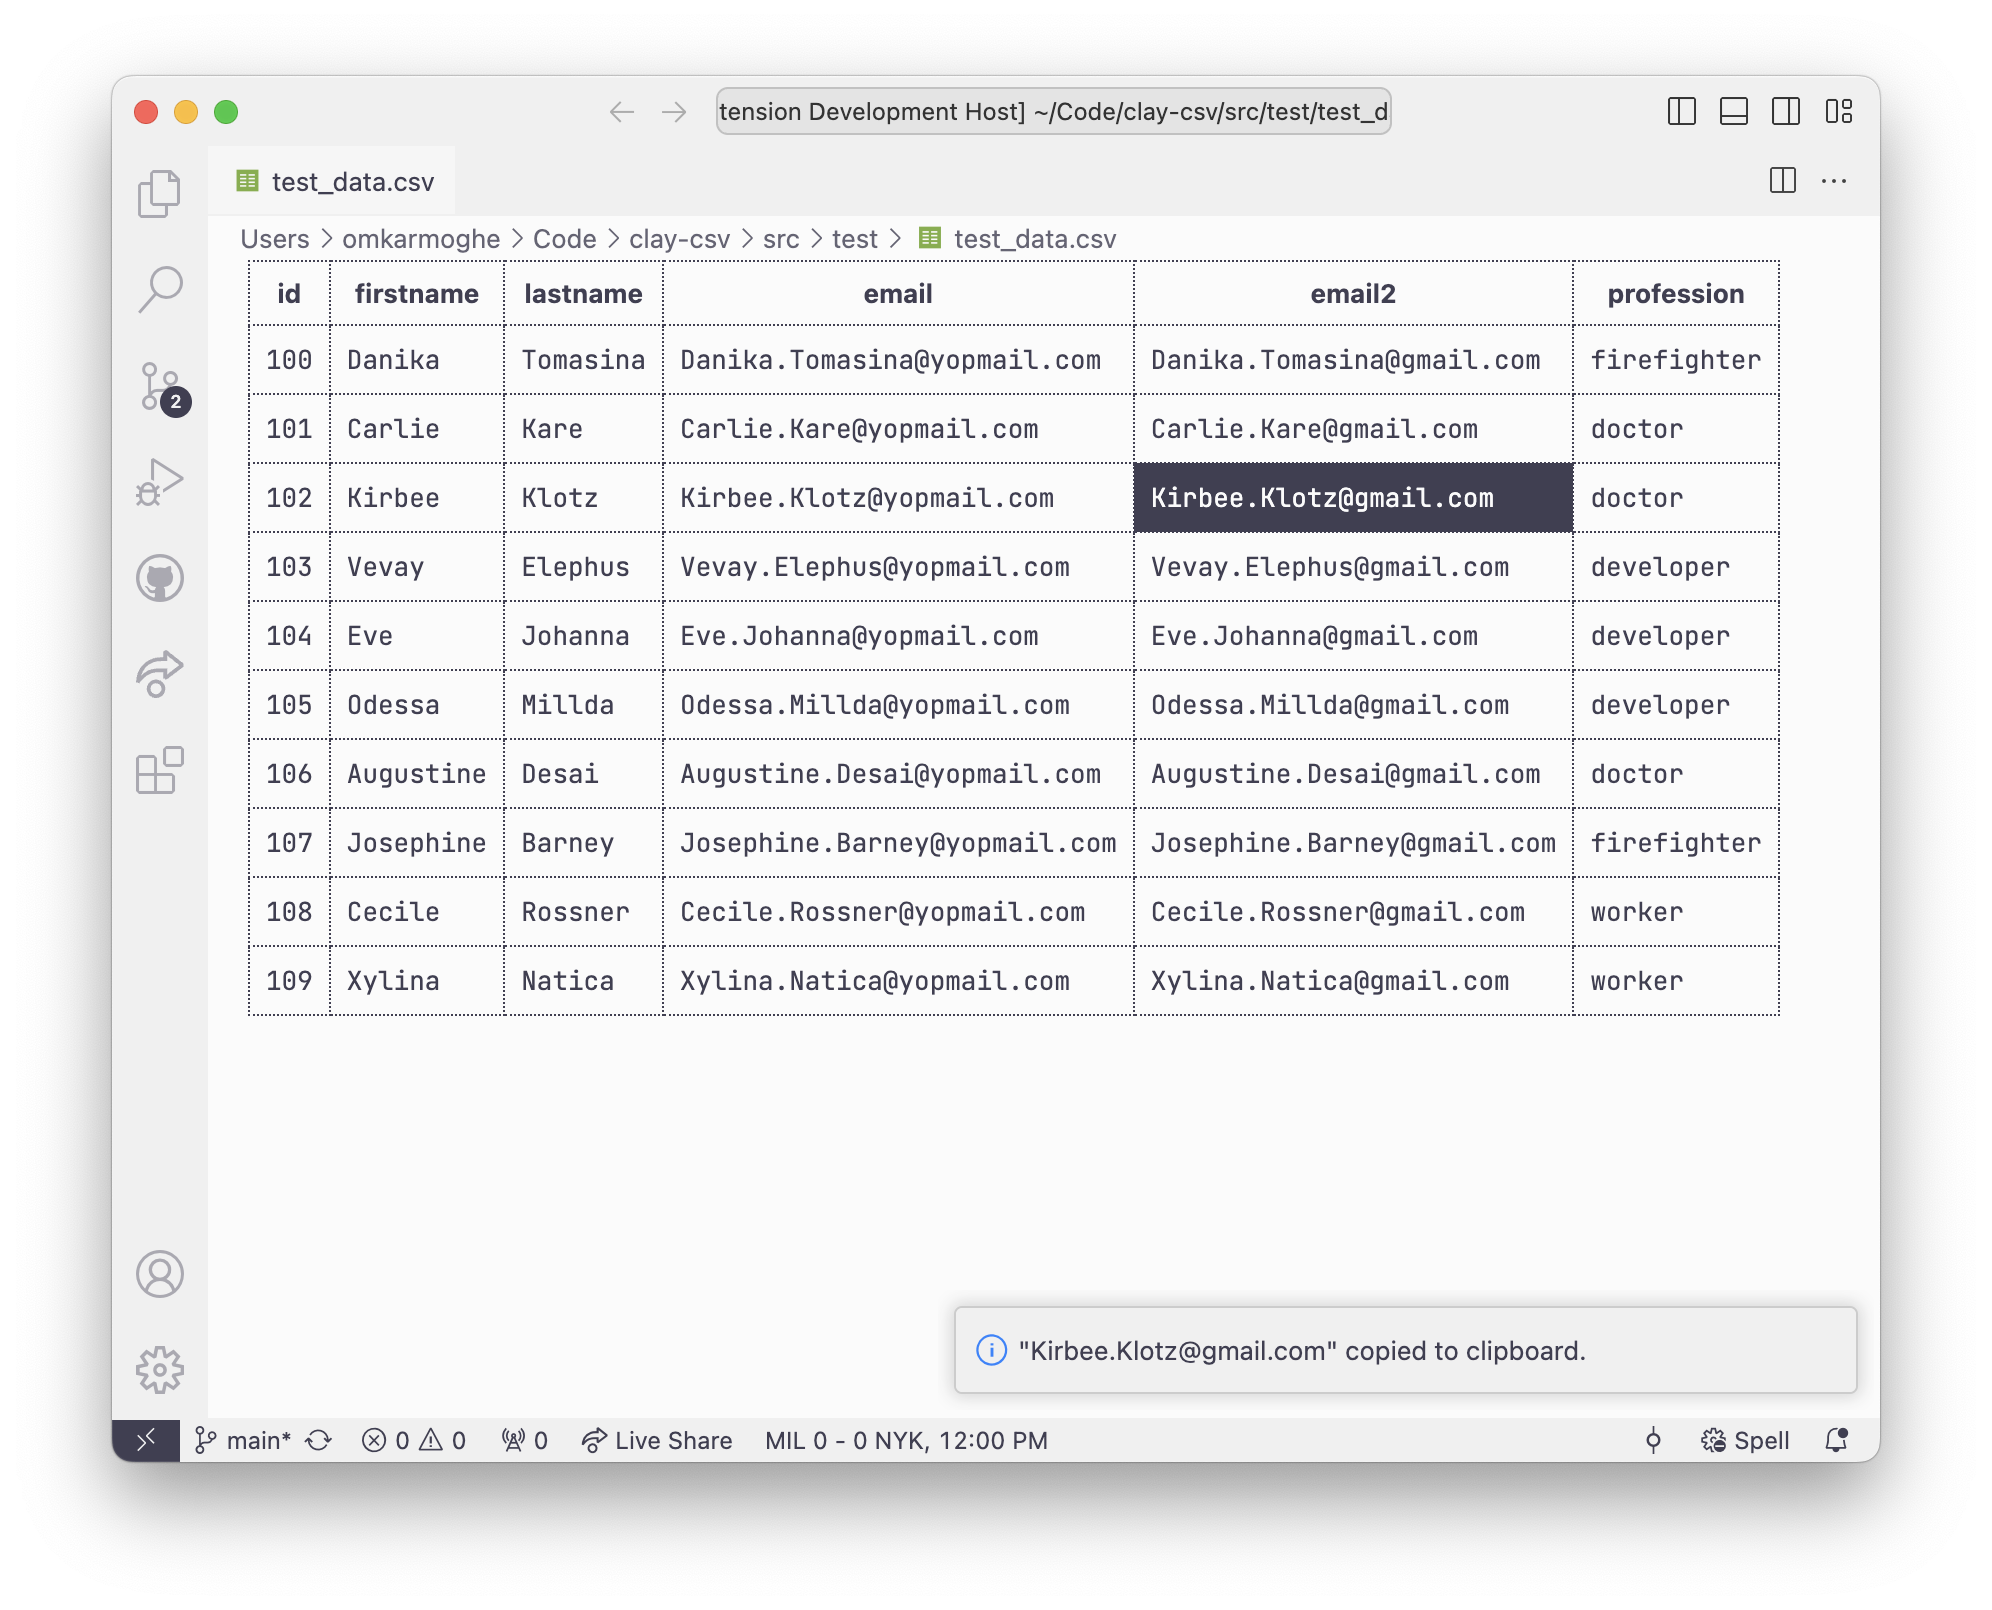 tension Development Host] ~/Code/clay-csv/src/test/test_d
test_data.csv
Users > omkarmoghe > Code > clay-csv > src > test > test_data.csv
id firstname lastname email email2 profession
100 Danika Tomasina Danika.Tomasina@yopmail.com Danika.Tomasina@gmail.com firefighter
101 Carlie Kare Carlie.Kare@yopmail.com Carlie.Kare@gmail.com doctor
102 Kirbee Klotz Kirbee.Klotz@yopmail.com Kirbee.Klotz@gmail.com doctor
103 Vevay Elephus Vevay.Elephus@yopmail.com Vevay.Elephus@gmail.com developer
104 Eve Johanna Eve.Johanna@yopmail.com Eve.Johanna@gmail.com developer
105 Odessa Millda Odessa.Millda@yopmail.com Odessa.Millda@gmail.com developer
106 Augustine Desai Augustine.Desai@yopmail.com Augustine.Desai@gmail.com doctor
107 Josephine Barney Josephine.Barney@yopmail.com Josephine.Barney@gmail.com firefighter
108 Cecile Rossner Cecile.Rossner@yopmail.com Cecile.Rossner@gmail.com worker
109 Xylina Natica Xylina.Natica@yopmail.com Xylina.Natica@gmail.com worker
2
"Kirbee.Klotz@gmail.com" copied to clipboard.
main* 0 0 0 Live Share MIL 0 - 0 NYK, 12:00 PM Spell